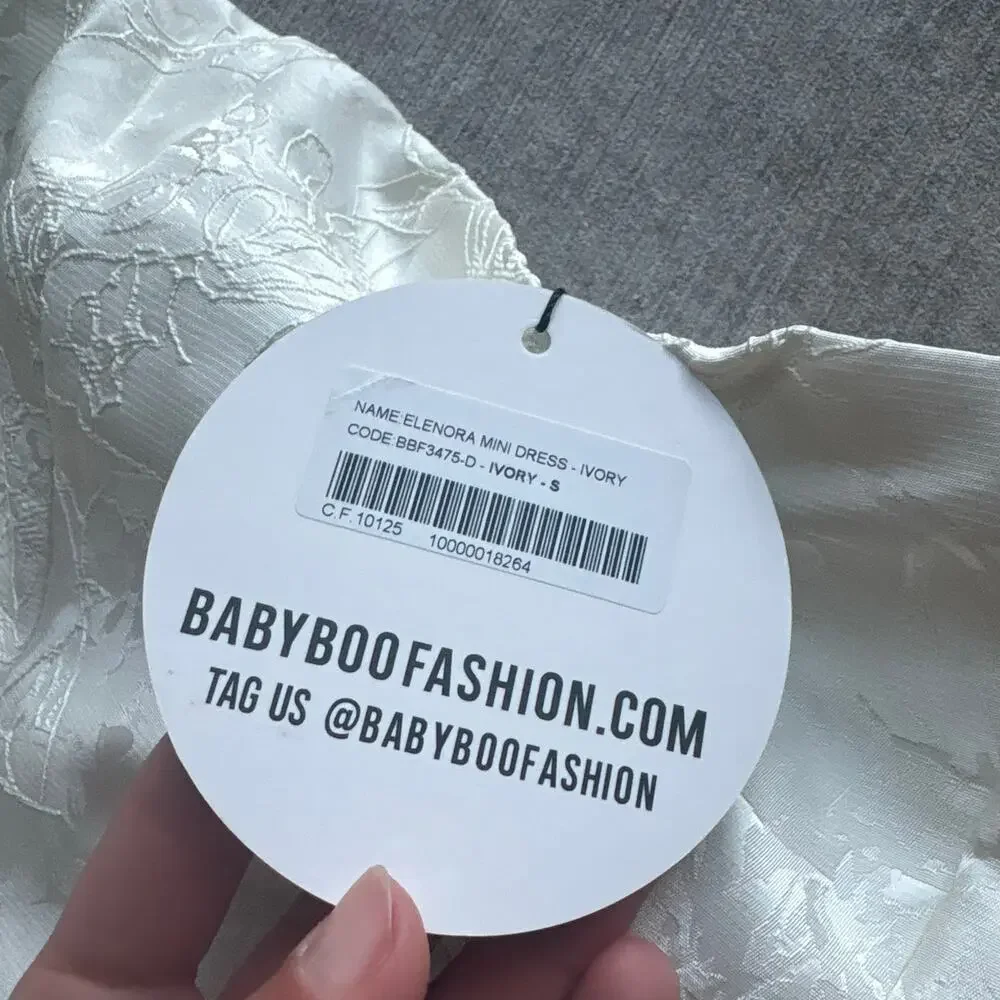 NAME:ELENORA MINI DRESS - IVORY
CODE:BBF3475-D - IVORY - S
C.F.10125 10000018264
BABYBOOFASHION.COM
TAG US @BABYBOOFASHION